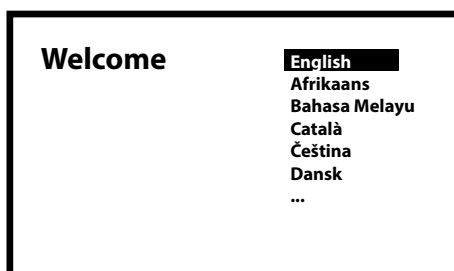 Welcome
English
Afrikaans
Bahasa Melayu
Català
Čeština
Dansk
...